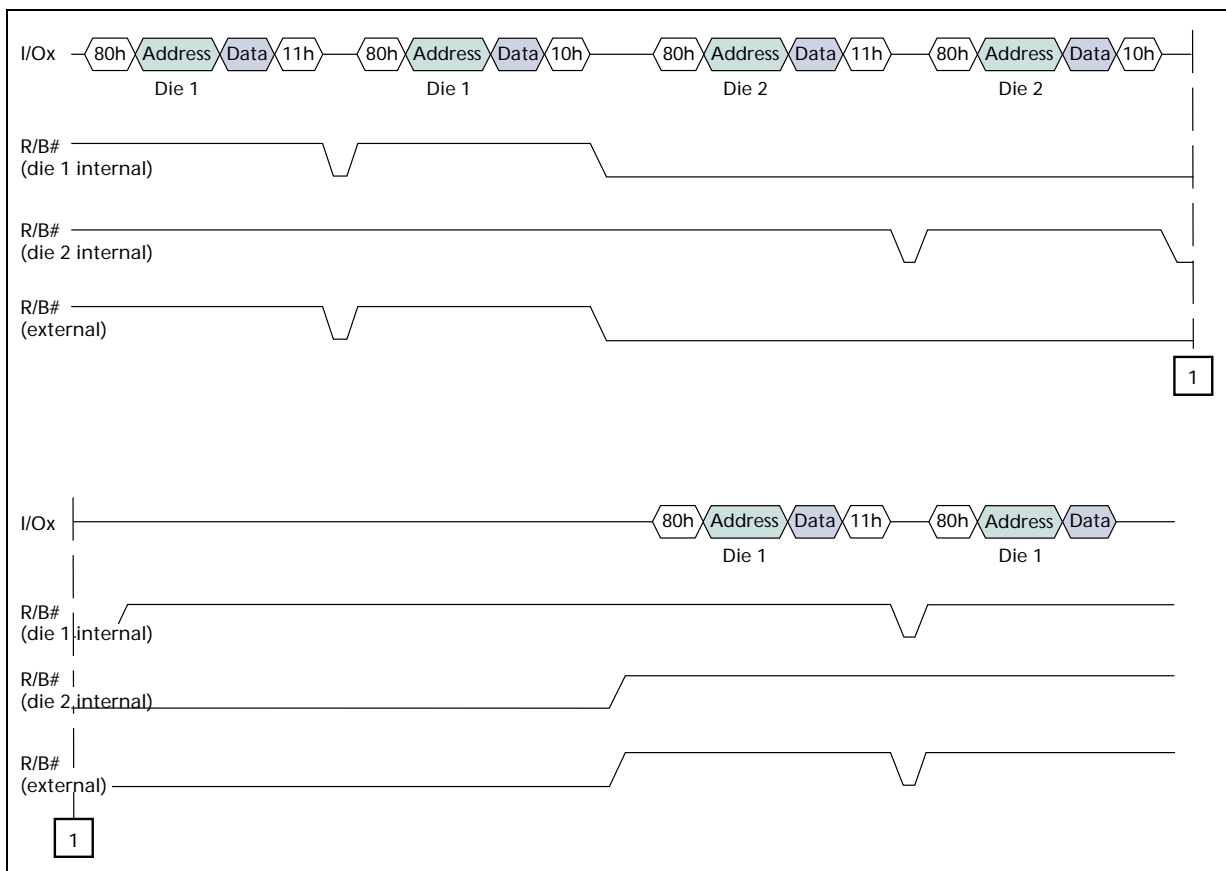 I/Ox 80h Address Data 11h 80h Address Data 10h 80h Address Data 11h 80h Address Data 10h
Die 1 Die 1 Die 2 Die 2
R/B#
(die 1 internal)
R/B#
(die 2 internal)
R/B#
(external)
1
I/Ox 80h Address Data 11h 80h Address Data
Die 1 Die 1
R/B#
(die 1 internal)
R/B#
(die 2 internal)
R/B#
(external)
1